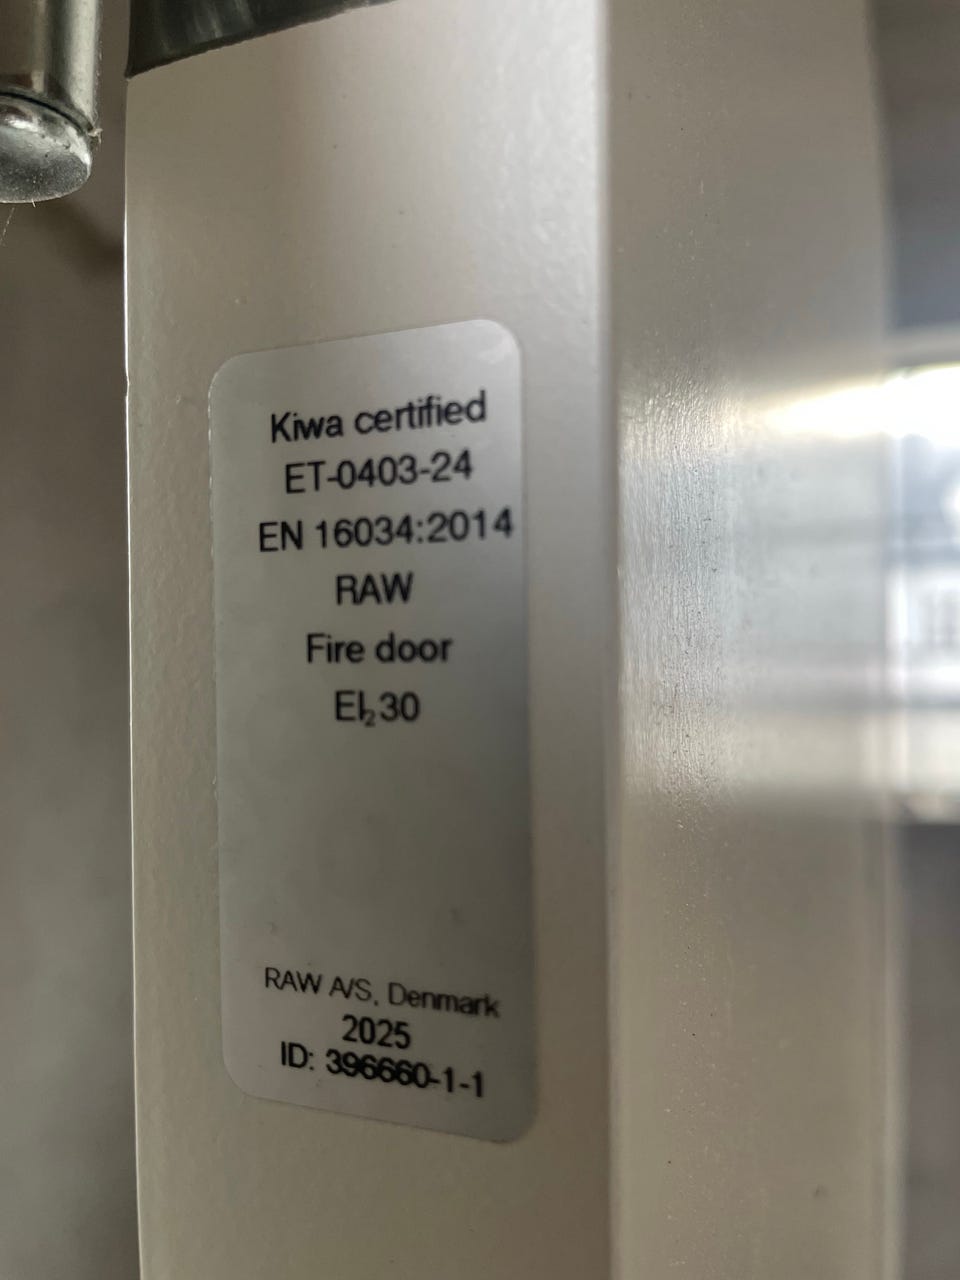 Kiwa certified
ET-0403-24
EN 16034:2014
RAW
Fire door
EI₂30
RAW A/S, Denmark
2025
ID: 396660-1-1